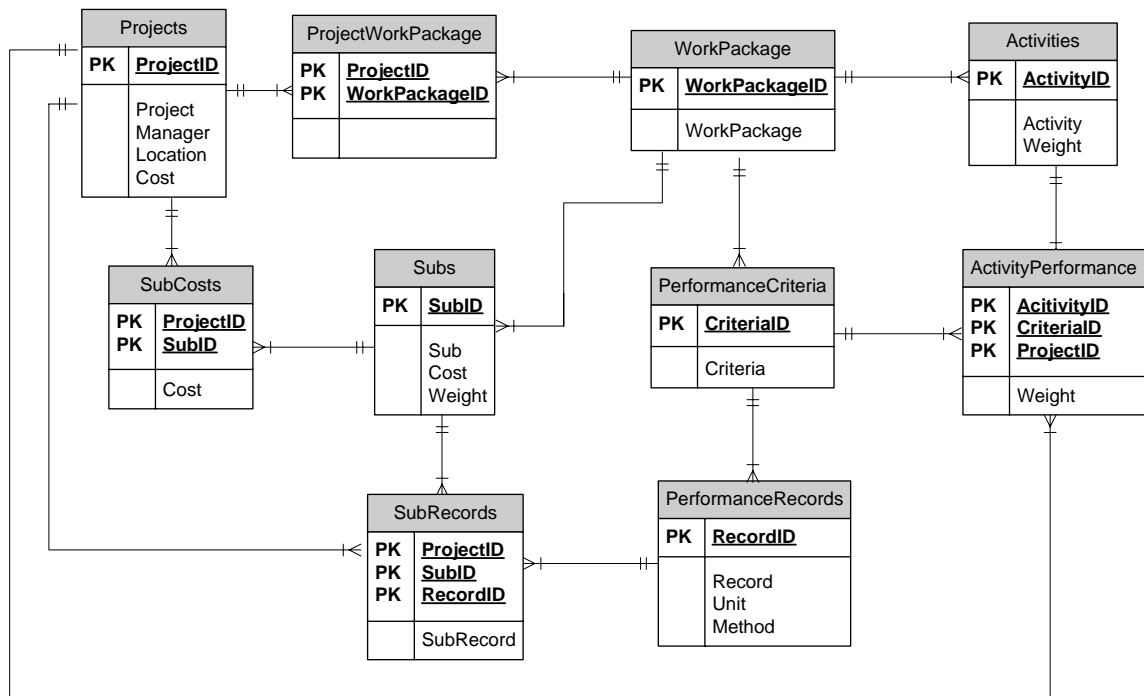 Projects
PK ProjectID
Project
Manager
Location
Cost
ProjectWorkPackage
PK ProjectID
PK WorkPackageID
WorkPackage
PK WorkPackageID
WorkPackage
Activities
PK ActivityID
Activity
Weight
SubCosts
PK ProjectID
PK SubID
Cost
Subs
PK SubID
Sub
Cost
Weight
PerformanceCriteria
PK CriteriaID
Criteria
ActivityPerformance
PK AcitivityID
PK CriteriaID
PK ProjectID
Weight
SubRecords
PK ProjectID
PK SubID
PK RecordID
SubRecord
PerformanceRecords
PK RecordID
Record
Unit
Method